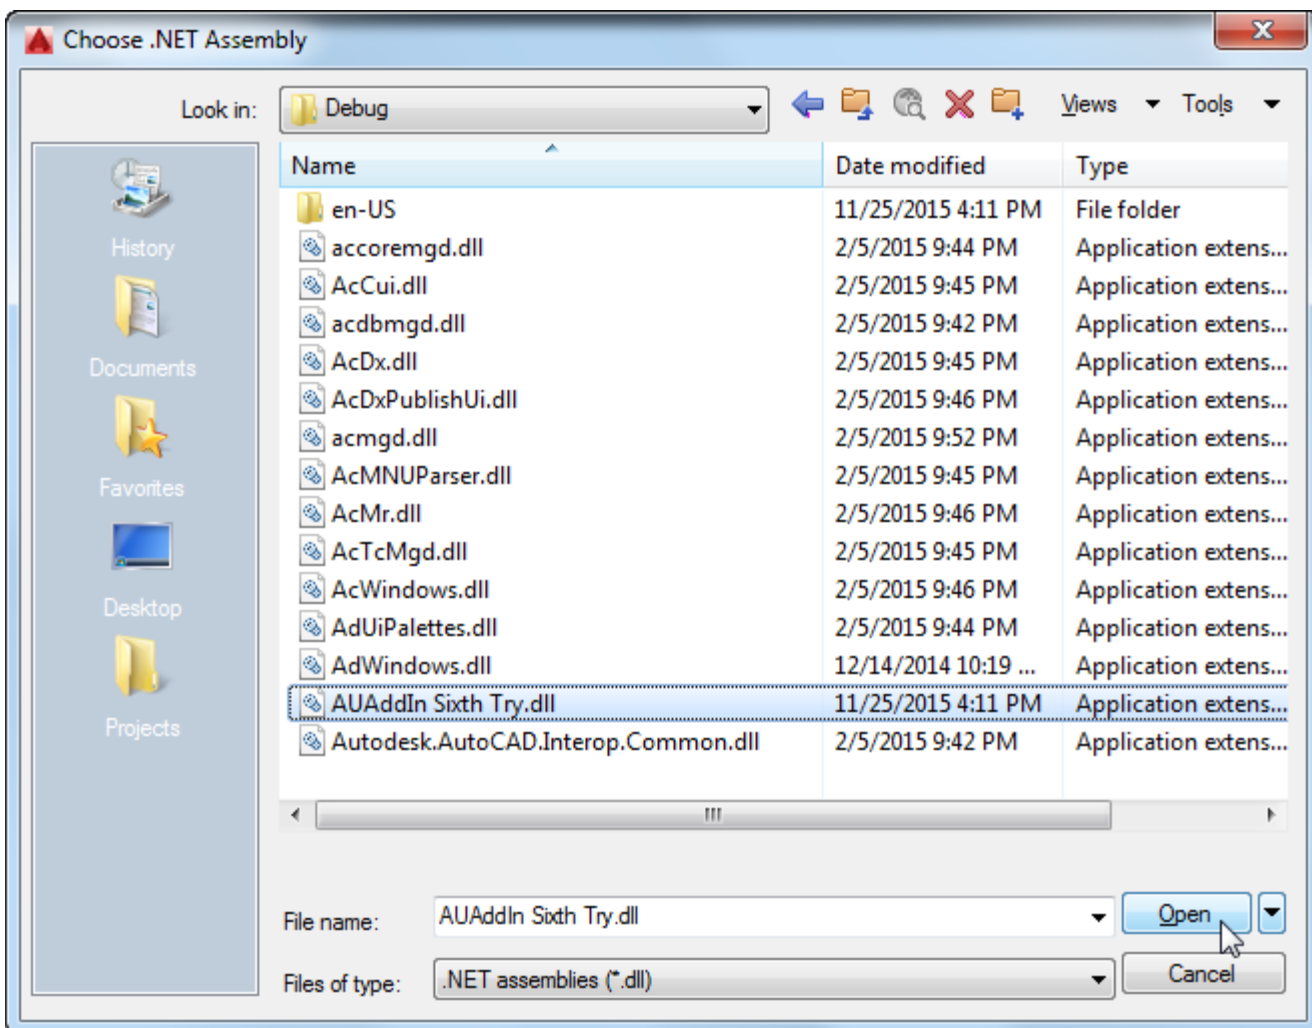 Choose .NET Assembly
Look in: Debug Views Tools
Name Date modified Type
en-US 11/25/2015 4:11 PM File folder
accoremgd.dll 2/5/2015 9:44 PM Application extens...
AcCui.dll 2/5/2015 9:45 PM Application extens...
acdbmgd.dll 2/5/2015 9:42 PM Application extens...
AcDx.dll 2/5/2015 9:45 PM Application extens...
AcDxPublishUi.dll 2/5/2015 9:46 PM Application extens...
acmgd.dll 2/5/2015 9:52 PM Application extens...
AcMNUParser.dll 2/5/2015 9:45 PM Application extens...
AcMr.dll 2/5/2015 9:46 PM Application extens...
AcTcMgd.dll 2/5/2015 9:45 PM Application extens...
AcWindows.dll 2/5/2015 9:46 PM Application extens...
AdUiPalettes.dll 2/5/2015 9:44 PM Application extens...
AdWindows.dll 12/14/2014 10:19 ... Application extens...
AUAddIn Sixth Try.dll 11/25/2015 4:11 PM Application extens...
Autodesk.AutoCAD.Interop.Common.dll 2/5/2015 9:42 PM Application extens...
History
Documents
Favorites
Desktop
Projects
File name: AUAddIn Sixth Try.dll Open
Files of type: .NET assemblies (*.dll) Cancel